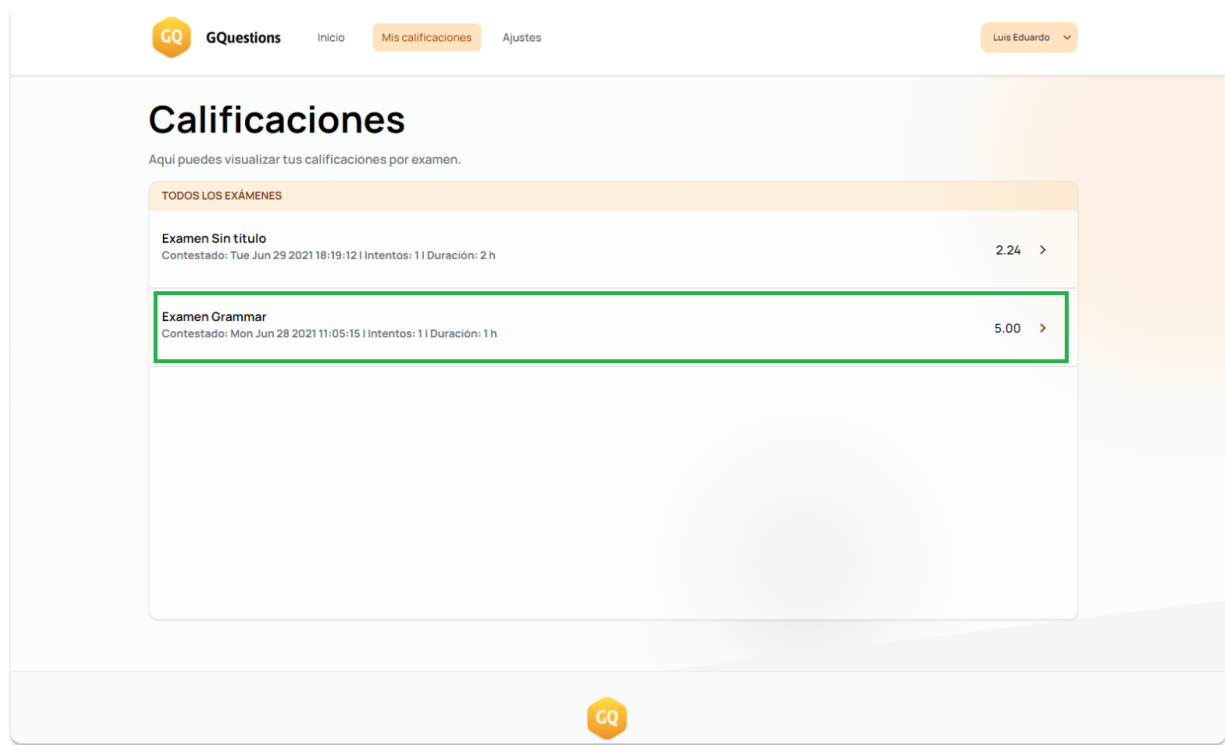 GQ GQuestions Inicio Mis calificaciones Ajustes Luis Eduardo
Calificaciones
Aquí puedes visualizar tus calificaciones por examen.
TODOS LOS EXÁMENES
Examen Sin título
Contestado: Tue Jun 29 2021 18:19:12 | Intentos: 1 | Duración: 2 h
2.24
Examen Grammar
Contestado: Mon Jun 28 2021 11:05:15 | Intentos: 1 | Duración: 1 h
5.00
GQ